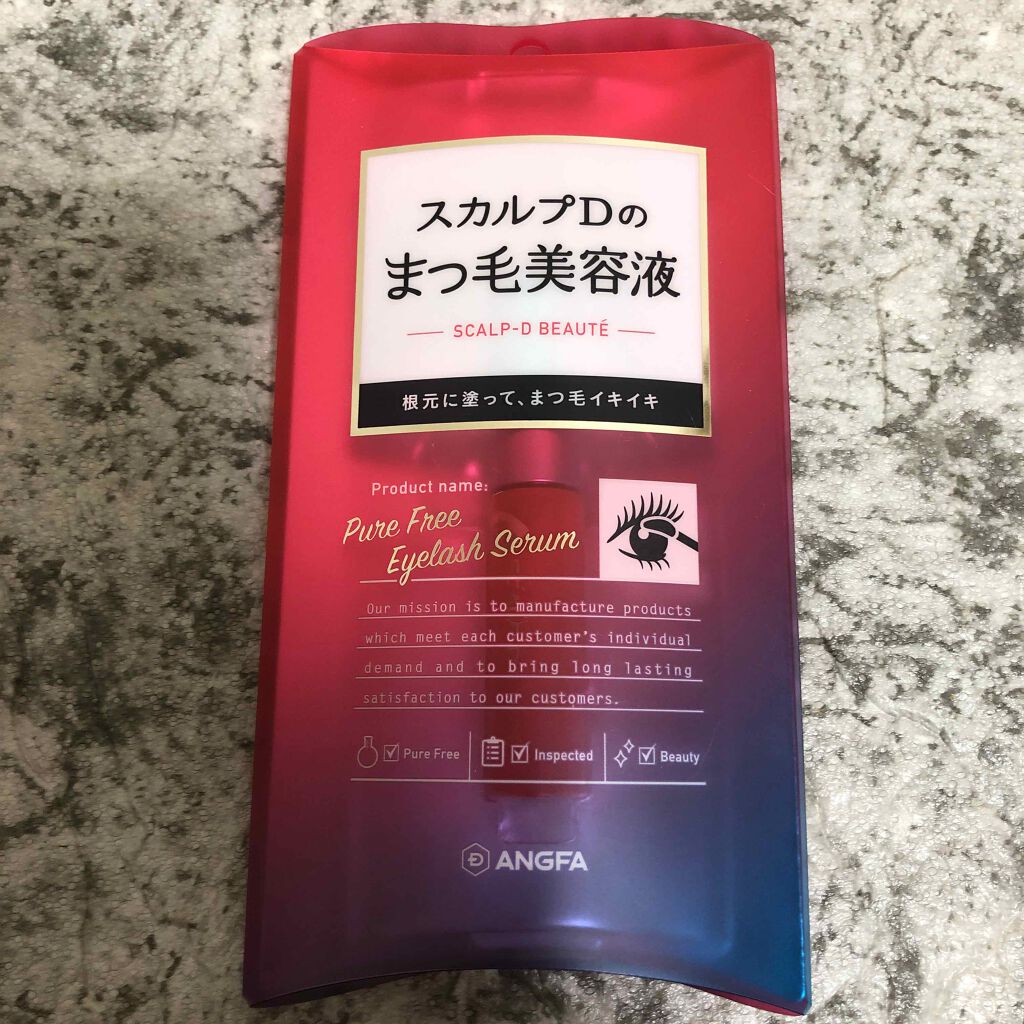 スカルプDの
まつ毛美容液
SCALP-D BEAUTÉ
根元に塗って、まつ毛イキイキ
Product name:
Pure Free
Eyelash Serum
Our mission is to manufacture products
which meet each customer's individual
demand and to bring long lasting
satisfaction to our customers.
Pure Free Inspected Beauty
ANGFA